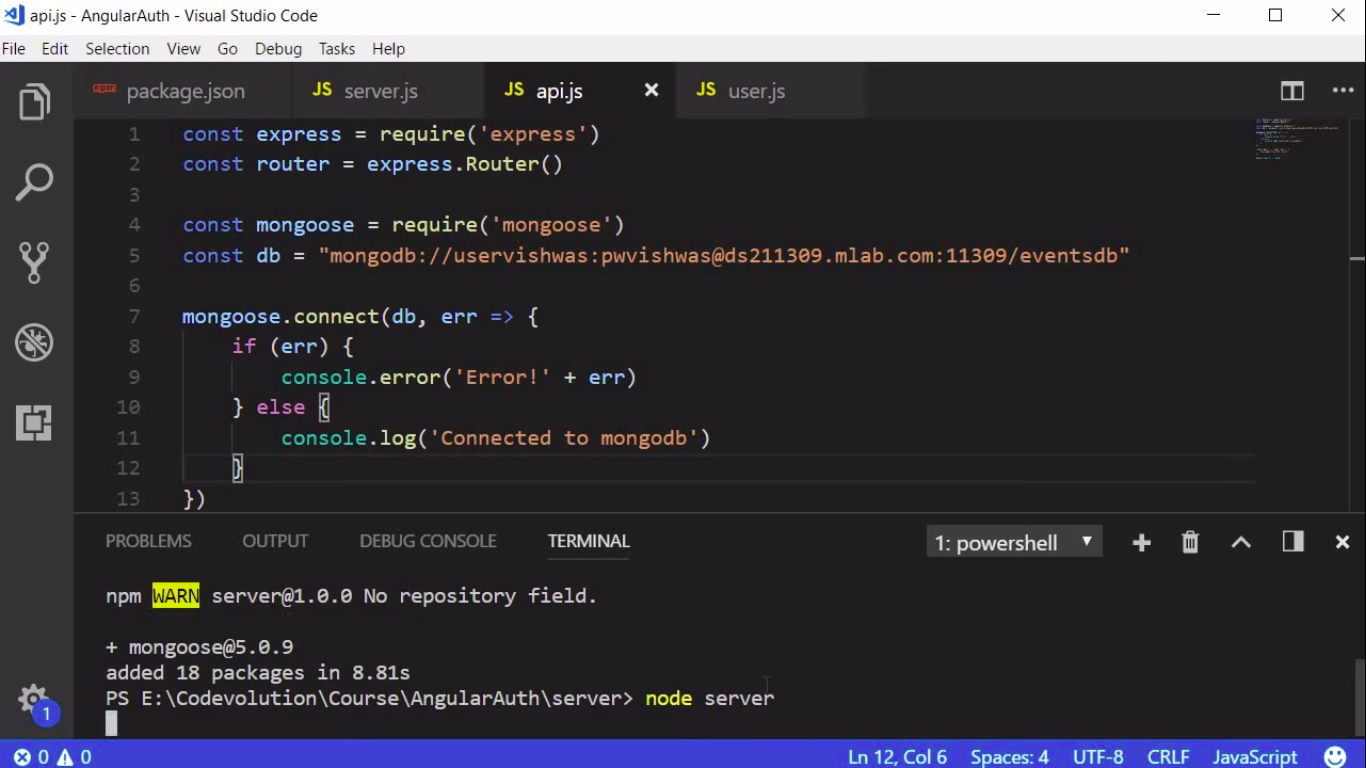 api.js - AngularAuth - Visual Studio Code
File Edit Selection View Go Debug Tasks Help
npm package.json JS server.js JS api.js JS user.js
1 const express = require('express')
2 const router = express.Router()
3
4 const mongoose = require('mongoose')
5 const db = "mongodb://uservishwas:pwvishwas@ds211309.mlab.com:11309/eventsdb"
6
7 mongoose.connect(db, err => {
8 if (err) {
9 console.error('Error!' + err)
10 } else {
11 console.log('Connected to mongodb')
12 }
13 })
PROBLEMS OUTPUT DEBUG CONSOLE TERMINAL 1: powershell
npm WARN server@1.0.0 No repository field.
+ mongoose@5.0.9
added 18 packages in 8.81s
PS E:\Codevolution\Course\AngularAuth\server> node server
1
0 0 Ln 12, Col 6 Spaces: 4 UTF-8 CRLF JavaScript